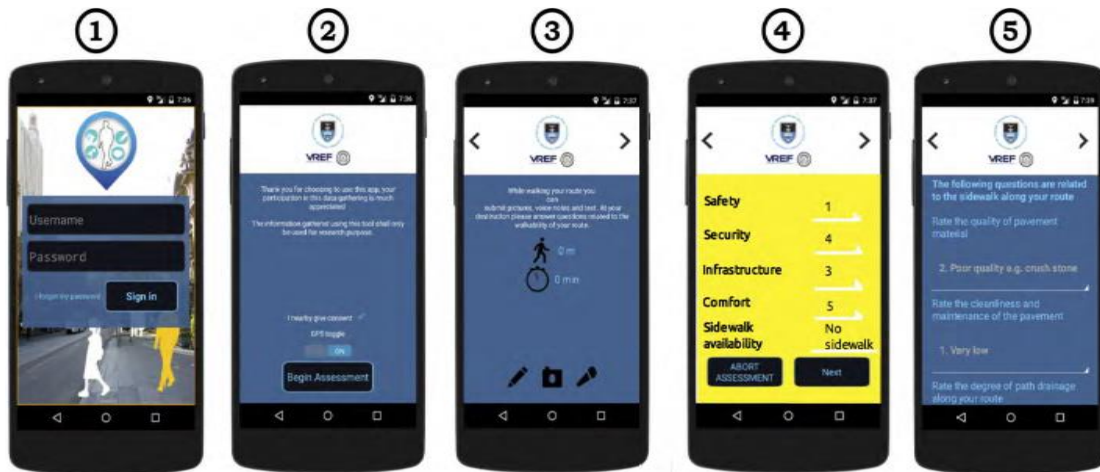 1
2
3
4
5
7:36
Username
Password
I forgot my password
Sign in
7:36
VREF
Thank you for choosing to use this app, your
participation in this data gathering is much
appreciated
The information gathered using this tool shall only
be used for research purpose.
I hearby give consent
GPS toggle
ON
Begin Assessment
7:37
VREF
While walking your route you
can
submit pictures, voice notes and text. At your
destination please answer questions related to the
walkability of your route.
0 m
0 min
7:37
VREF
Safety 1
Security 4
Infrastructure 3
Comfort 5
Sidewalk No
availability sidewalk
ABORT
ASSESSMENT
Next
7:39
VREF
The following questions are related
to the sidewalk along your route
Rate the quality of pavement
material
2. Poor quality e.g. crush stone
Rate the cleanliness and
maintenance of the pavement
1. Very low
Rate the degree of path drainage
along your route